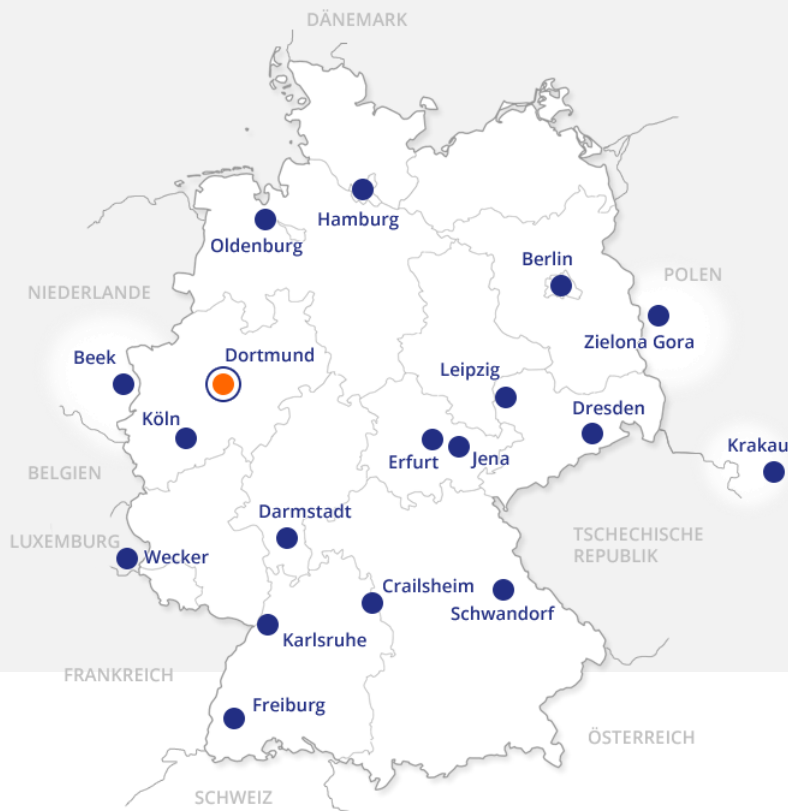 DÄNEMARK
Hamburg
Oldenburg
Berlin
POLEN
NIEDERLANDE
Zielona Gora
Beek
Dortmund
Leipzig
Dresden
Köln
Krakau
Erfurt
Jena
BELGIEN
Darmstadt
TSCHECHISCHE
REPUBLIK
LUXEMBURG
Wecker
Crailsheim
Schwandorf
Karlsruhe
FRANKREICH
Freiburg
ÖSTERREICH
SCHWEIZ